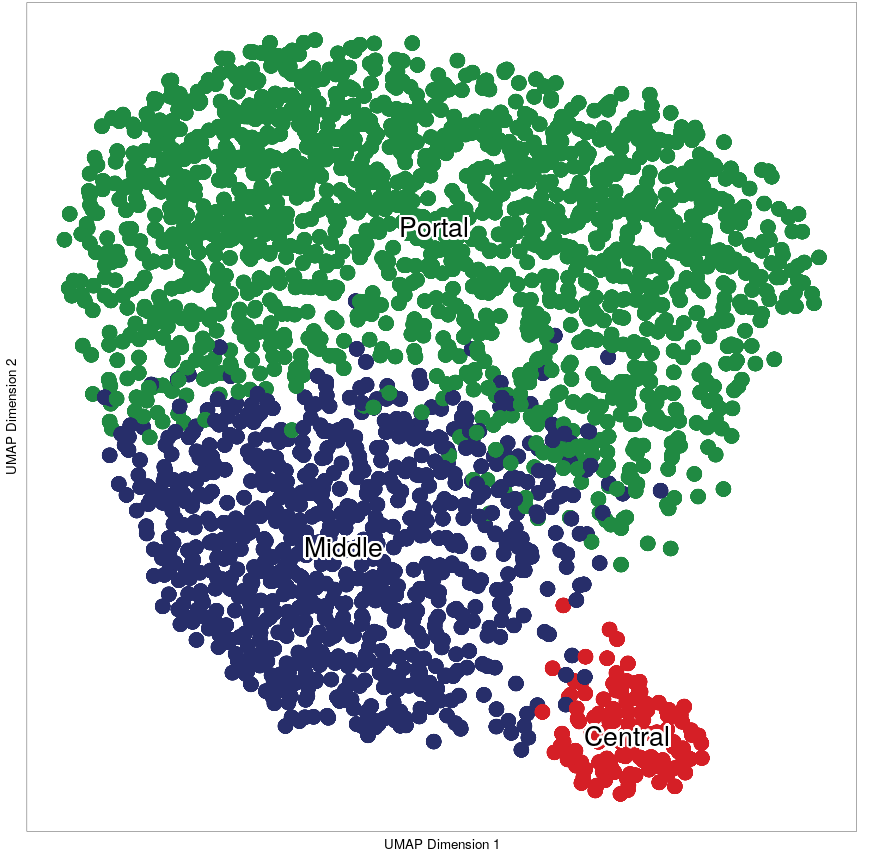 Portal
Middle
Central
UMAP Dimension 2
UMAP Dimension 1